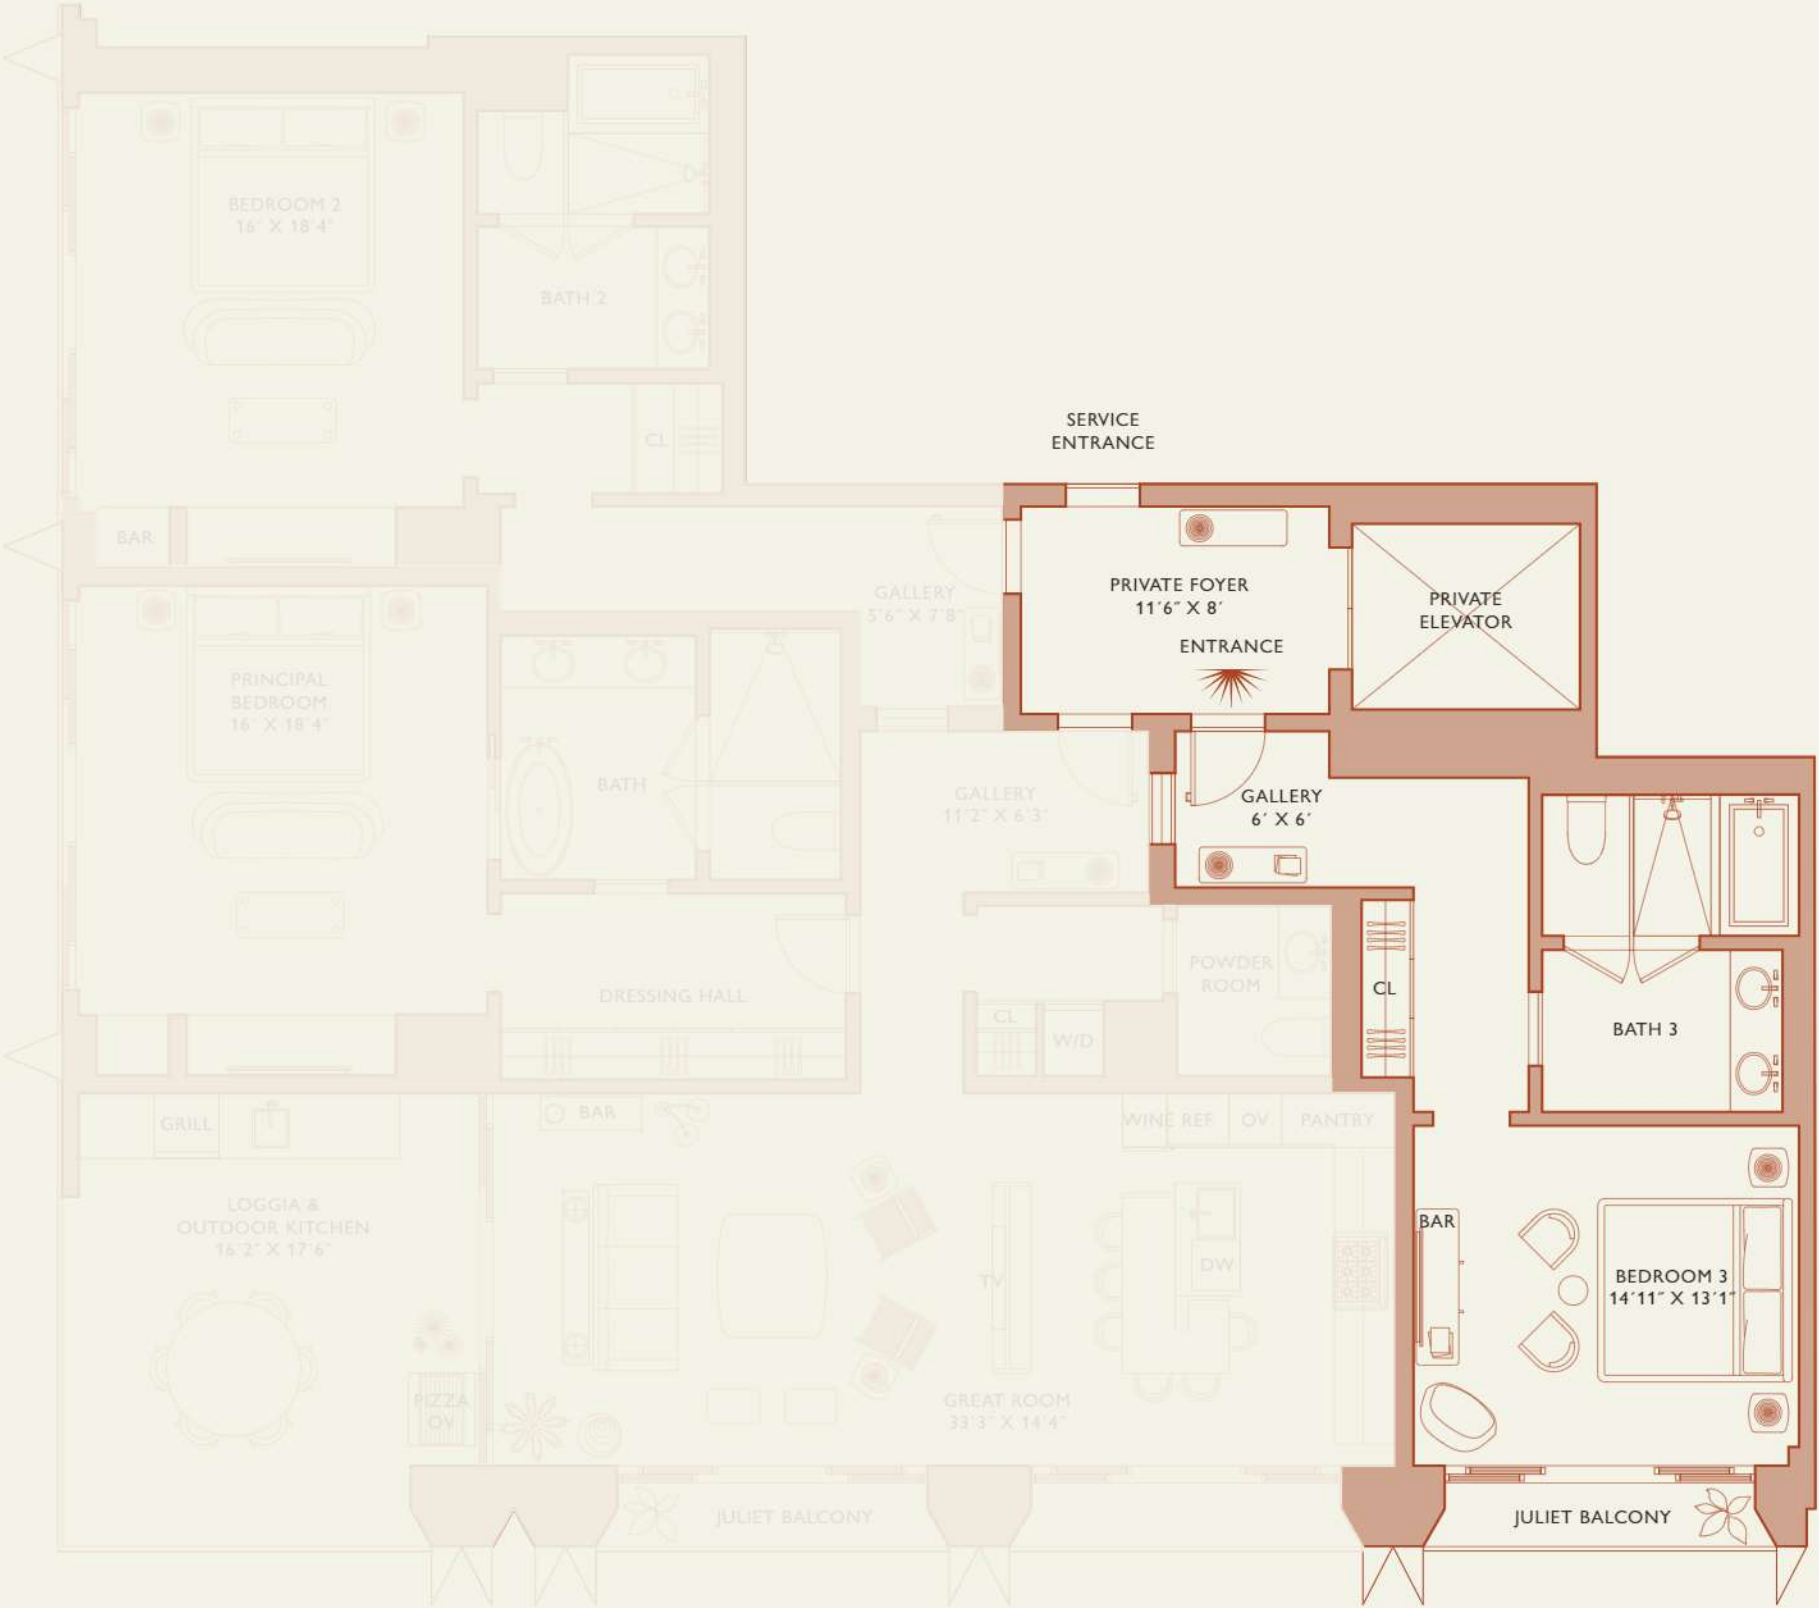 BEDROOM 2
16' X 18'4"
BATH 2
CL
SERVICE
ENTRANCE
BAR
GALLERY
5'6" X 7'8"
PRIVATE FOYER
11'6" X 8'
ENTRANCE
PRIVATE
ELEVATOR
PRINCIPAL
BEDROOM
16' X 18'4"
BATH
GALLERY
11'2" X 6'3"
GALLERY
6' X 6'
DRESSING HALL
POWDER
ROOM
CL
W/D
CL
BATH 3
GRILL
BAR
WINE REF
OV
PANTRY
LOGGIA &
OUTDOOR KITCHEN
16'2" X 17'6"
TV
DW
BAR
BEDROOM 3
14'11" X 13'1"
PIZZA
OV
GREAT ROOM
33'3" X 14'4"
JULIET BALCONY
JULIET BALCONY